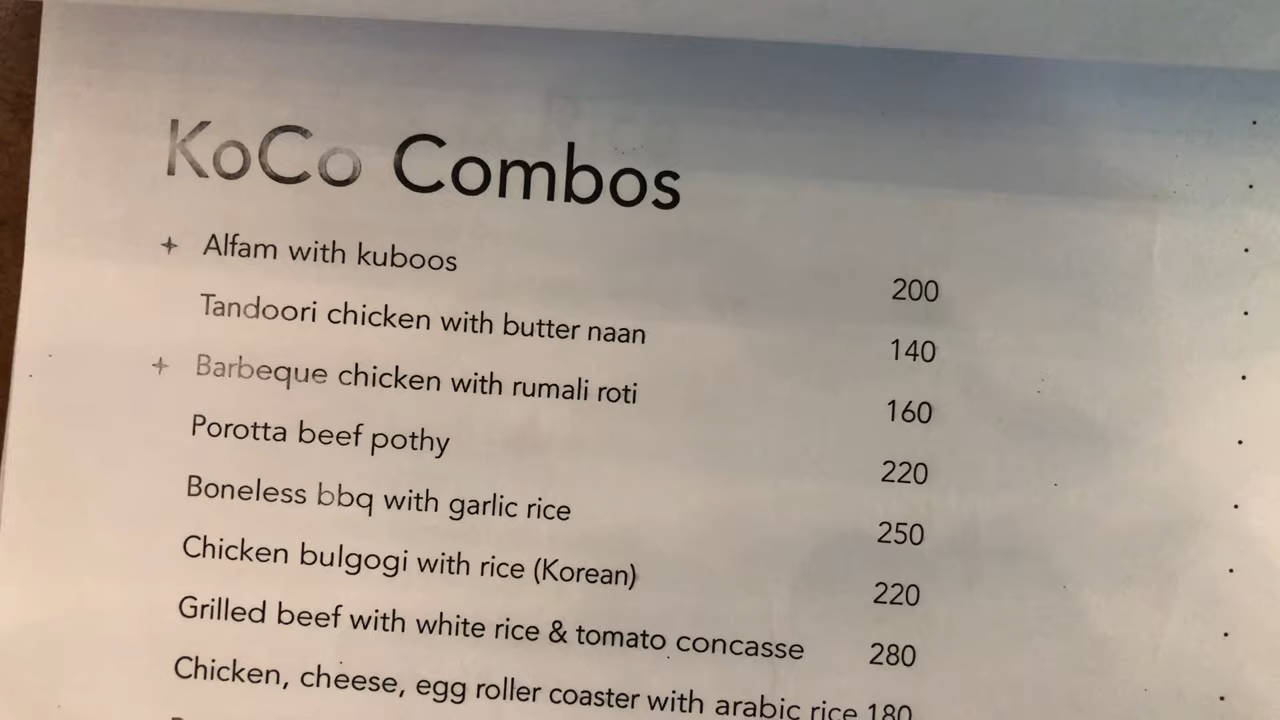 KoCo Combos
Alfam with kuboos 200
Tandoori chicken with butter naan 140
Barbeque chicken with rumali roti 160
Porotta beef pothy 220
Boneless bbq with garlic rice 250
Chicken bulgogi with rice (Korean) 220
Grilled beef with white rice & tomato concasse 280
Chicken, cheese, egg roller coaster with arabic rice 180